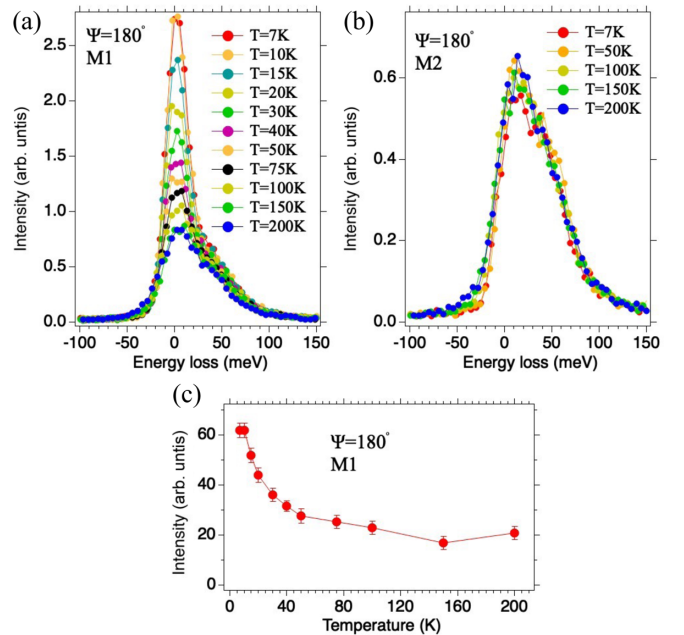 (a)
Ψ=180°
M1
T=7K
T=10K
T=15K
T=20K
T=30K
T=40K
T=50K
T=75K
T=100K
T=150K
T=200K
2.5
2.0
1.5
1.0
0.5
0.0
Intensity (arb. untis)
-100 -50 0 50 100 150
Energy loss (meV)
(b)
Ψ=180°
M2
T=7K
T=50K
T=100K
T=150K
T=200K
0.6
0.4
0.2
0.0
Intensity (arb. untis)
-100 -50 0 50 100 150
Energy loss (meV)
(c)
Ψ=180°
M1
60
40
20
0
Intensity (arb. untis)
0 40 80 120 160 200
Temperature (K)